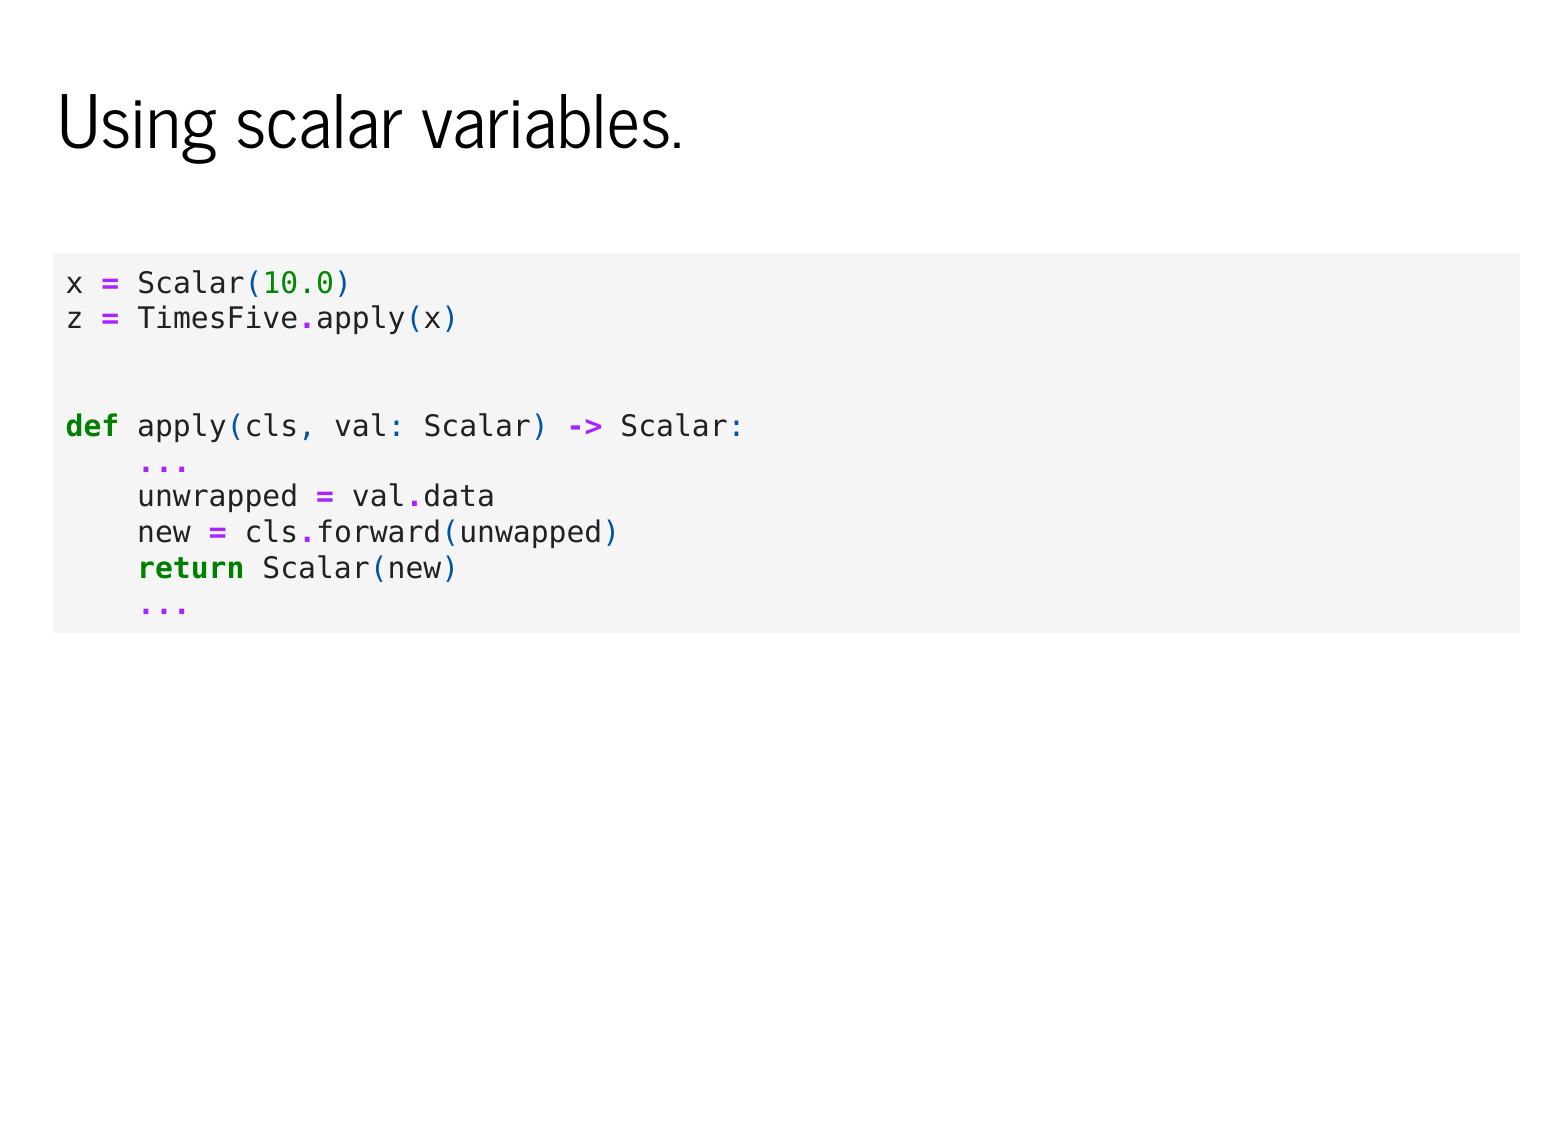 Using scalar variables.
x = Scalar(10.0)
z = TimesFive.apply(x)
def apply(cls, val: Scalar) -> Scalar:
    ...
    unwrapped = val.data
    new = cls.forward(unwapped)
    return Scalar(new)
    ...